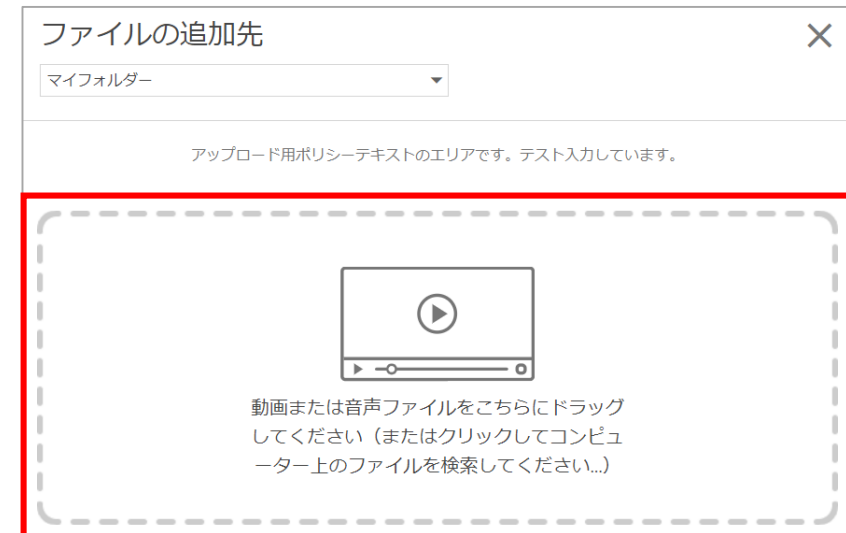 ファイルの追加先
マイフォルダー
アップロード用ポリシーテキストのエリアです。テスト入力しています。
動画または音声ファイルをこちらにドラッグ
してください（またはクリックしてコンピュ
ーター上のファイルを検索してください...）